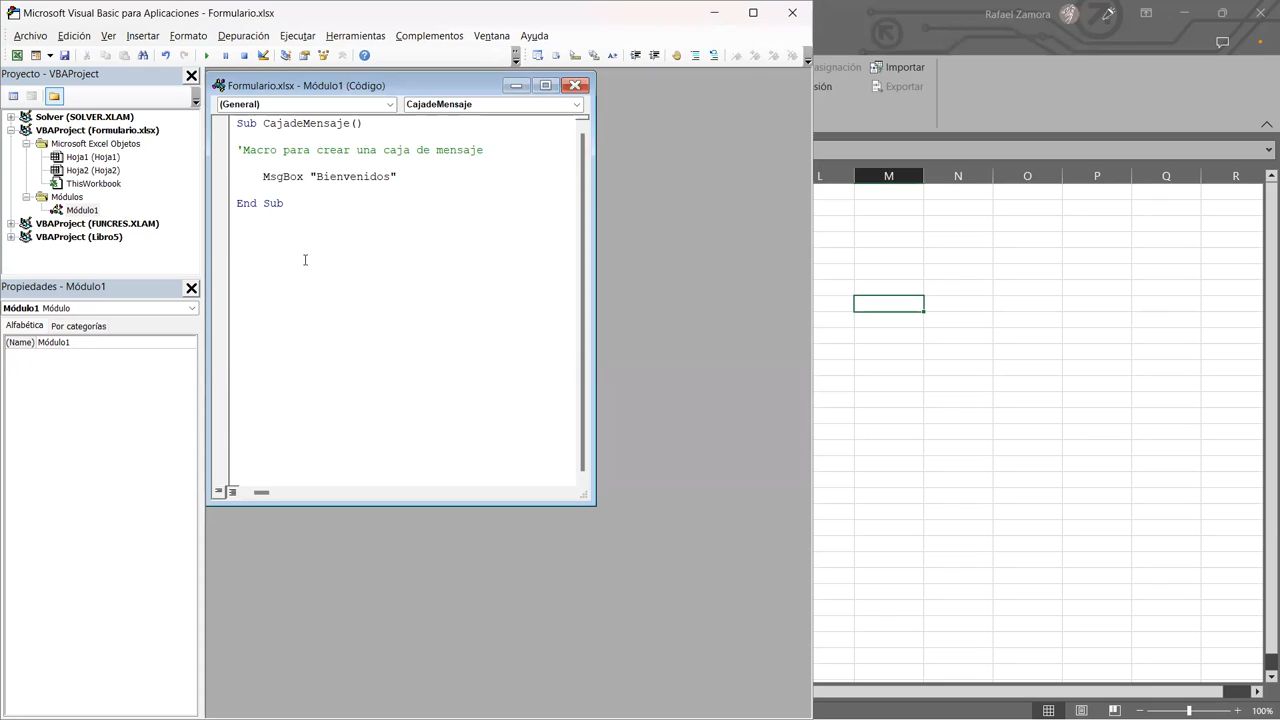 Microsoft Visual Basic para Aplicaciones - Formulario.xlsx
Rafael Zamora
Archivo Edición Ver Insertar Formato Depuración Ejecutar Herramientas Complementos Ventana Ayuda
asignación
Importar
sión
Exportar
Proyecto - VBAProject
Solver (SOLVER.XLAM)
VBAProject (Formulario.xlsx)
Microsoft Excel Objetos
Hoja1 (Hoja1)
Hoja2 (Hoja2)
ThisWorkbook
Módulos
Módulo1
VBAProject (FUNCRES.XLAM)
VBAProject (Libro5)
Propiedades - Módulo1
Módulo1 Módulo
Alfabética Por categorías
(Name) Módulo1
Formulario.xlsx - Módulo1 (Código)
(General) CajadeMensaje
Sub CajadeMensaje()
'Macro para crear una caja de mensaje
MsgBox "Bienvenidos"
End Sub
L M N O P Q R
100%